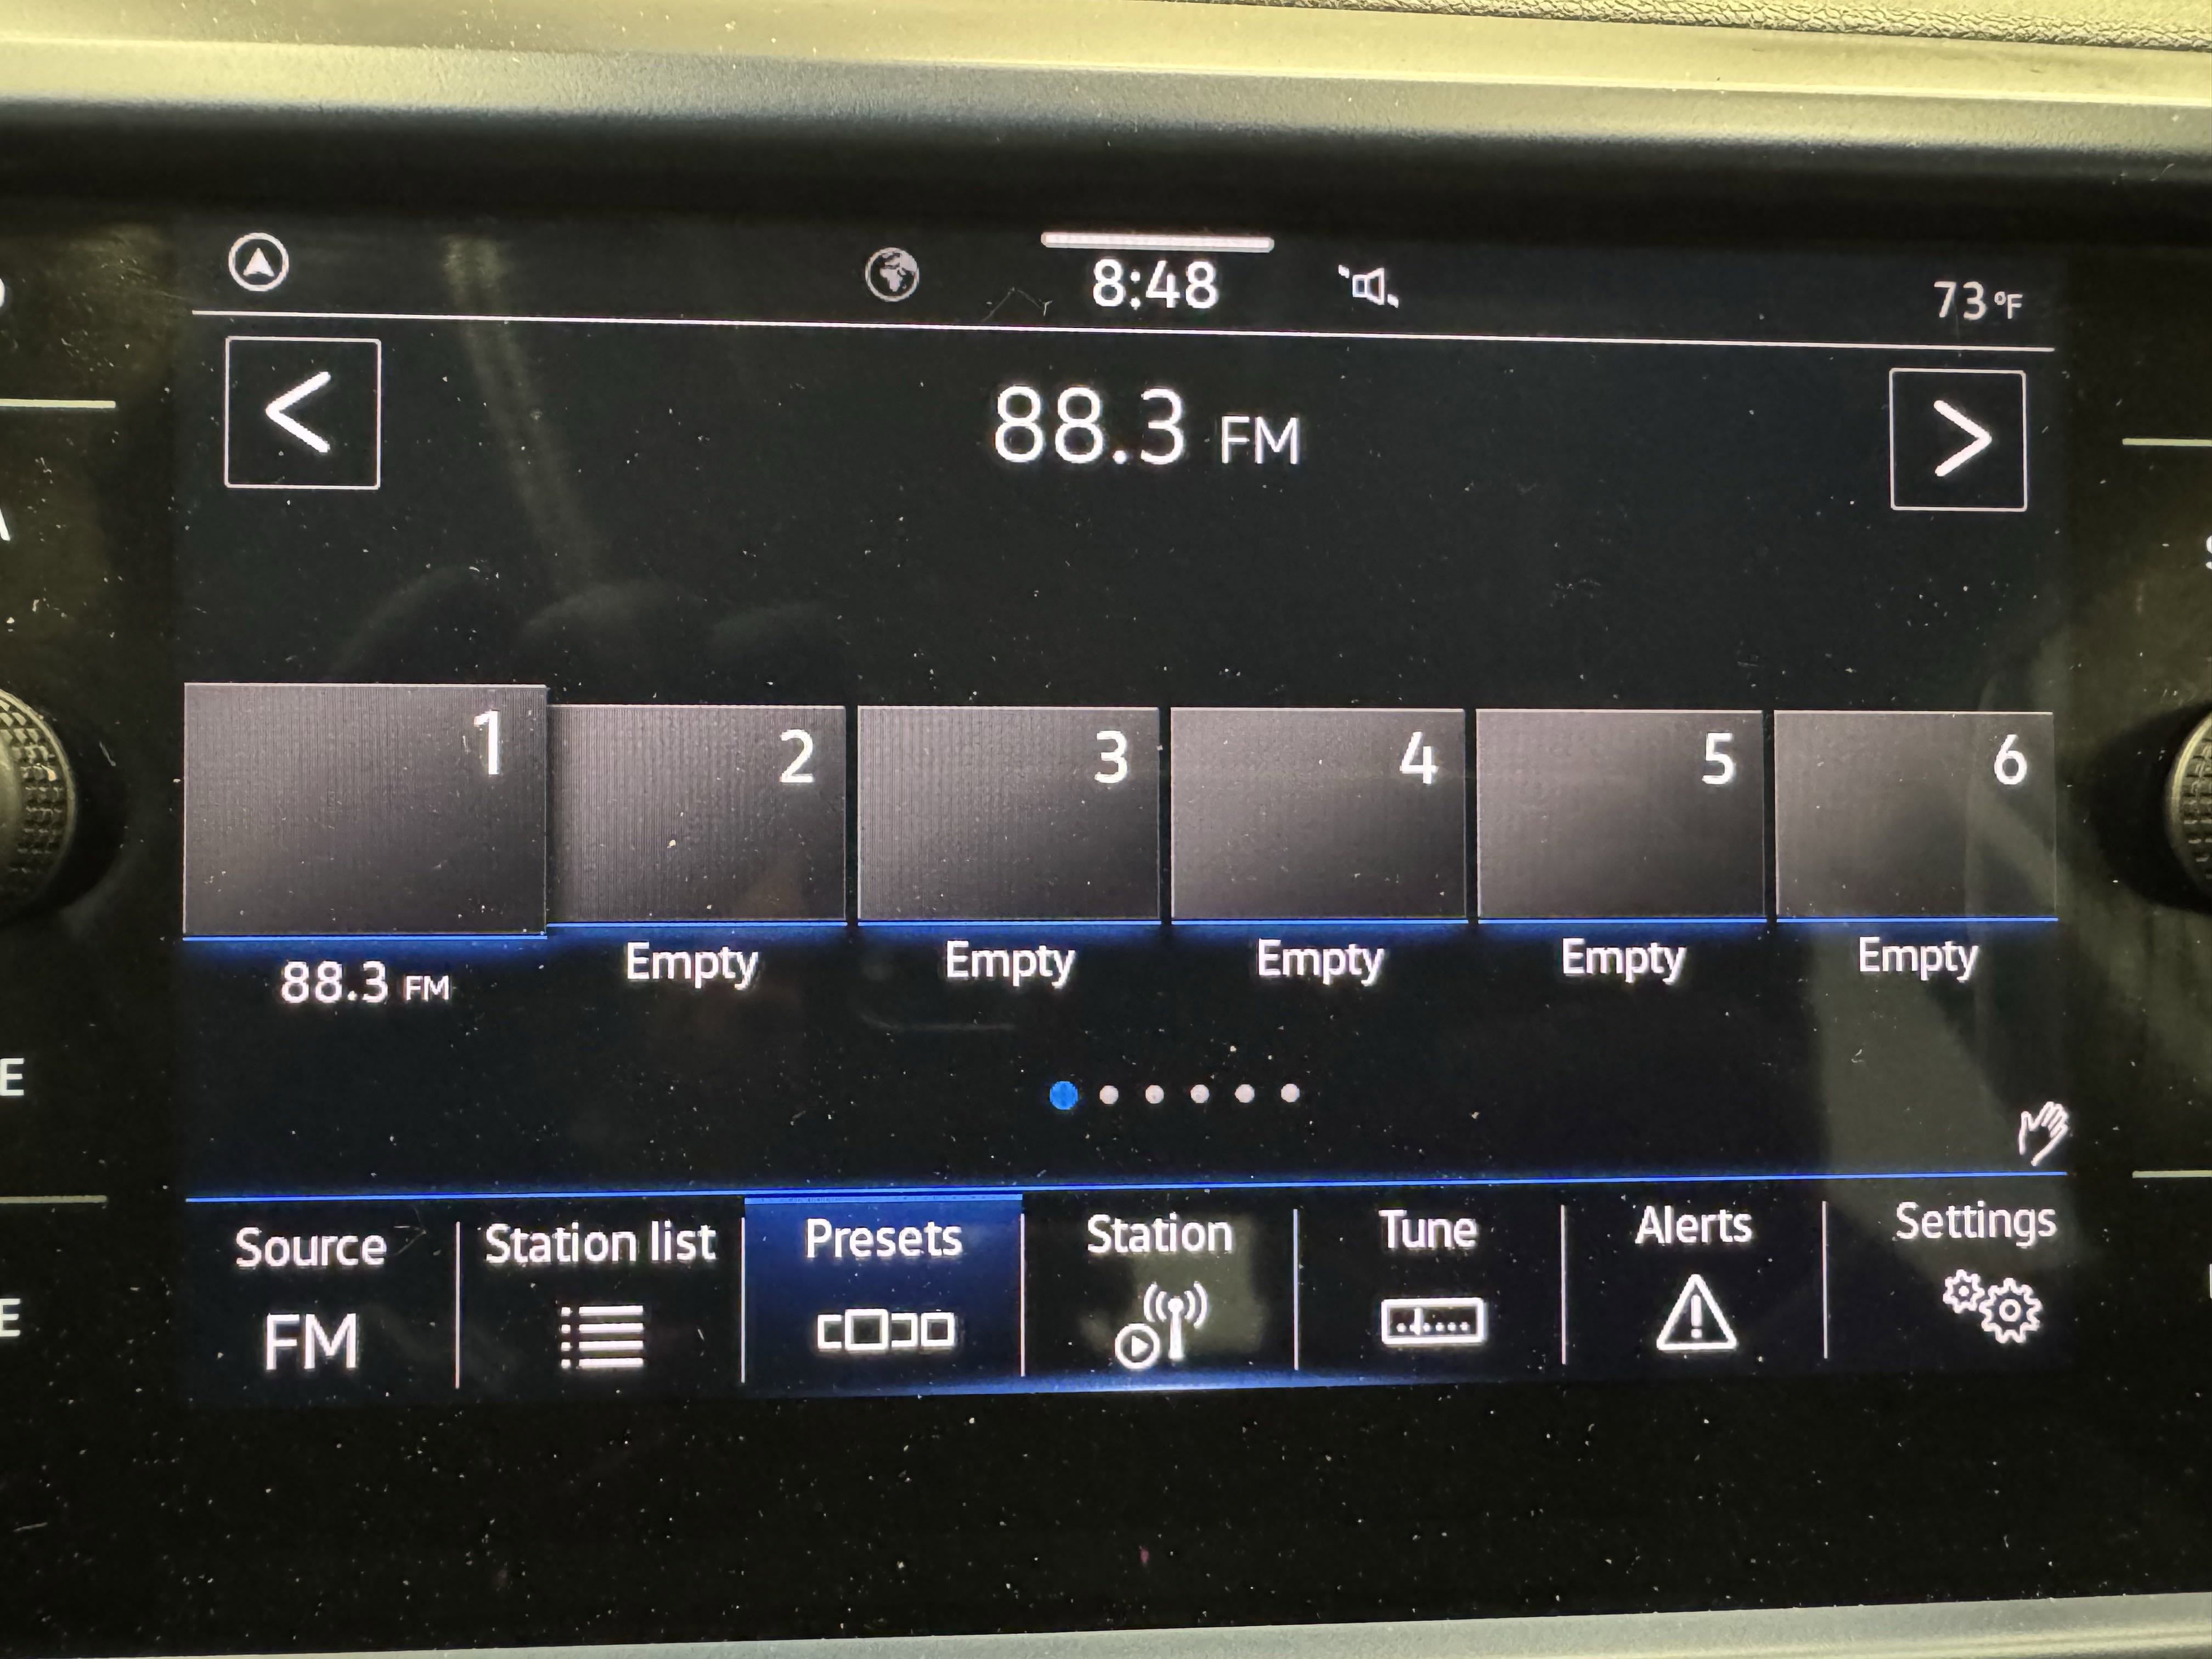 8:48
73°F
88.3 FM
1 2 3 4 5 6
88.3 FM Empty Empty Empty Empty Empty
Source Station list Presets Station Tune Alerts Settings
FM